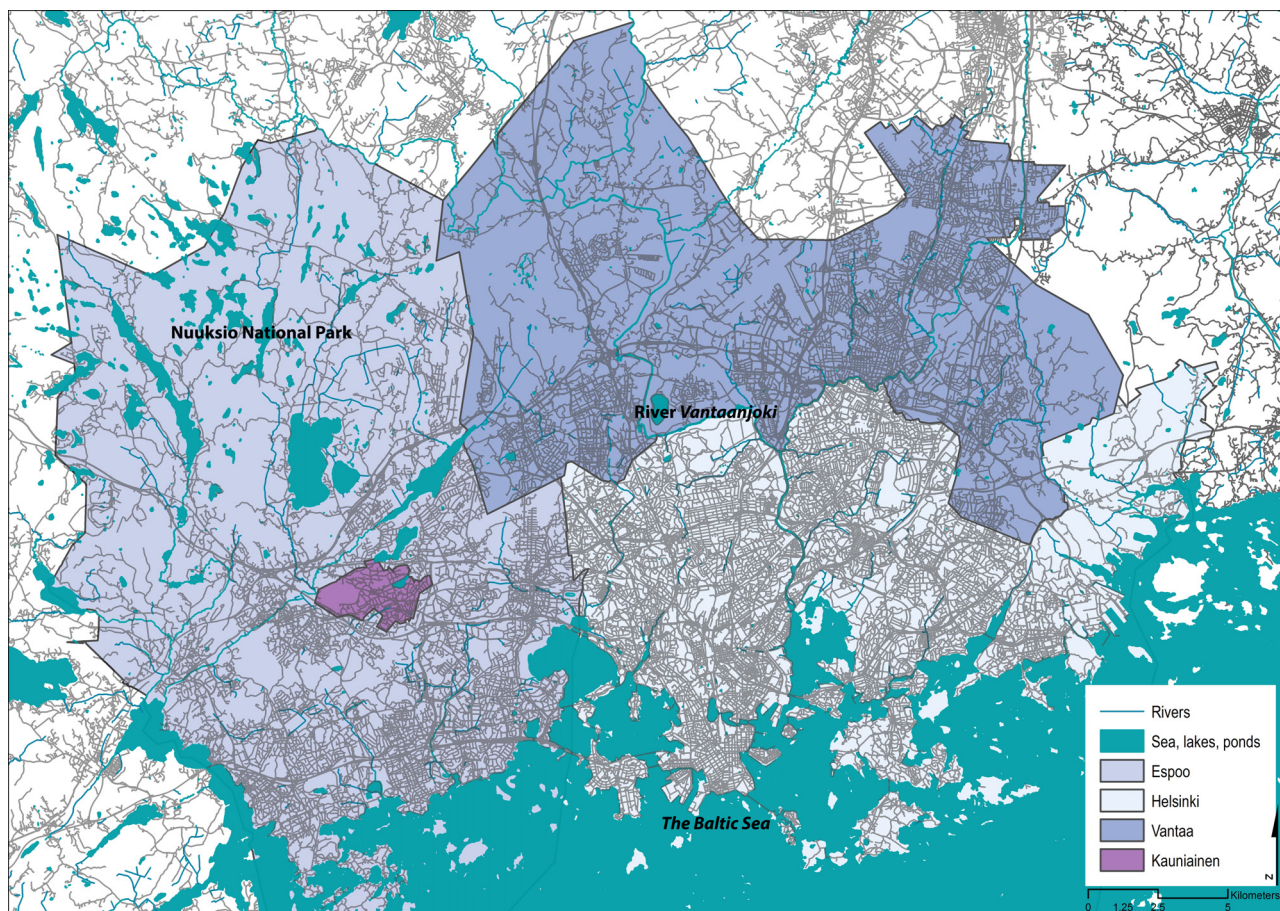 Nuuksio National Park
River Vantaanjoki
The Baltic Sea
Rivers
Sea, lakes, ponds
Espoo
Helsinki
Vantaa
Kauniainen
N
Kilometers
0 1,25 2,5 5